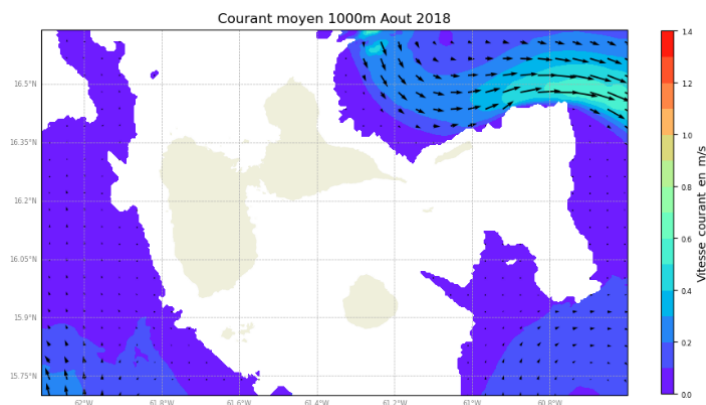 Courant moyen 1000m Aout 2018
16.5°N
16.35°N
16.2°N
16.05°N
15.9°N
15.75°N
62°W
61.8°W
61.6°W
61.4°W
61.2°W
61°W
60.8°W
1.4
1.2
1.0
0.8
0.6
0.4
0.2
0.0
Vitesse courant en m/s